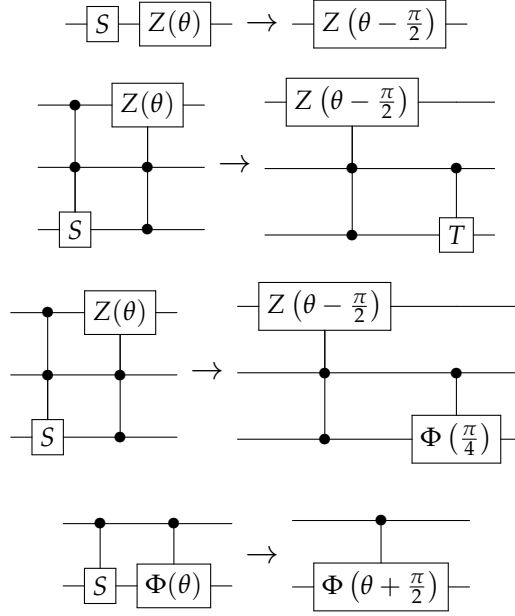 S Z(θ) → Z (θ − π/2)
Z(θ) → Z (θ − π/2)
S T
Z(θ) → Z (θ − π/2)
S Φ (π/4)
S Φ(θ) → Φ (θ + π/2)